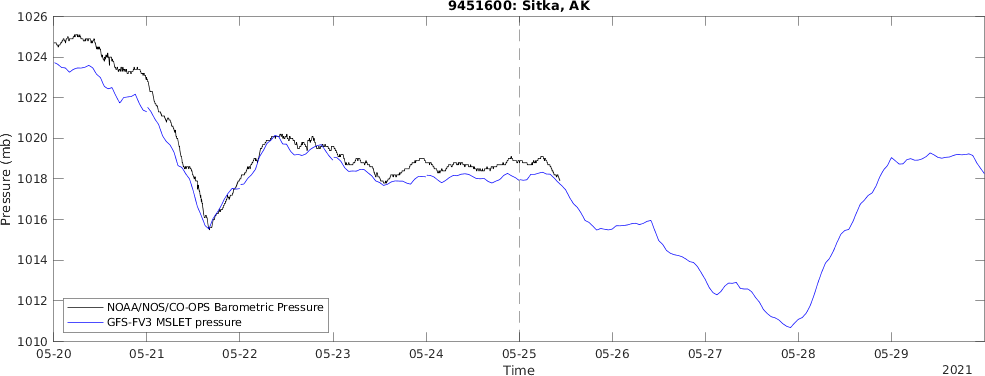 9451600: Sitka, AK
1026
1024
1022
1020
1018
1016
1014
1012
1010
Pressure (mb)
NOAA/NOS/CO-OPS Barometric Pressure
GFS-FV3 MSLET pressure
05-20 05-21 05-22 05-23 05-24 05-25 05-26 05-27 05-28 05-29
Time
2021